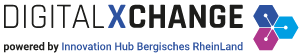 DIGITALXCHANGE
powered by Innovation Hub Bergisches RheinLand